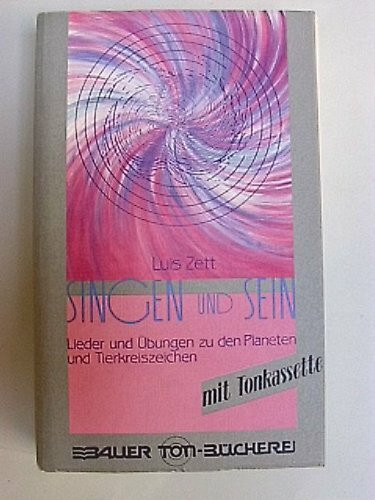 Luis Zett
SINGEN UND SEIN
Lieder und Übungen zu den Planeten
und Tierkreiszeichen
mit Tonkassette
BAUER TON-BÜCHEREI